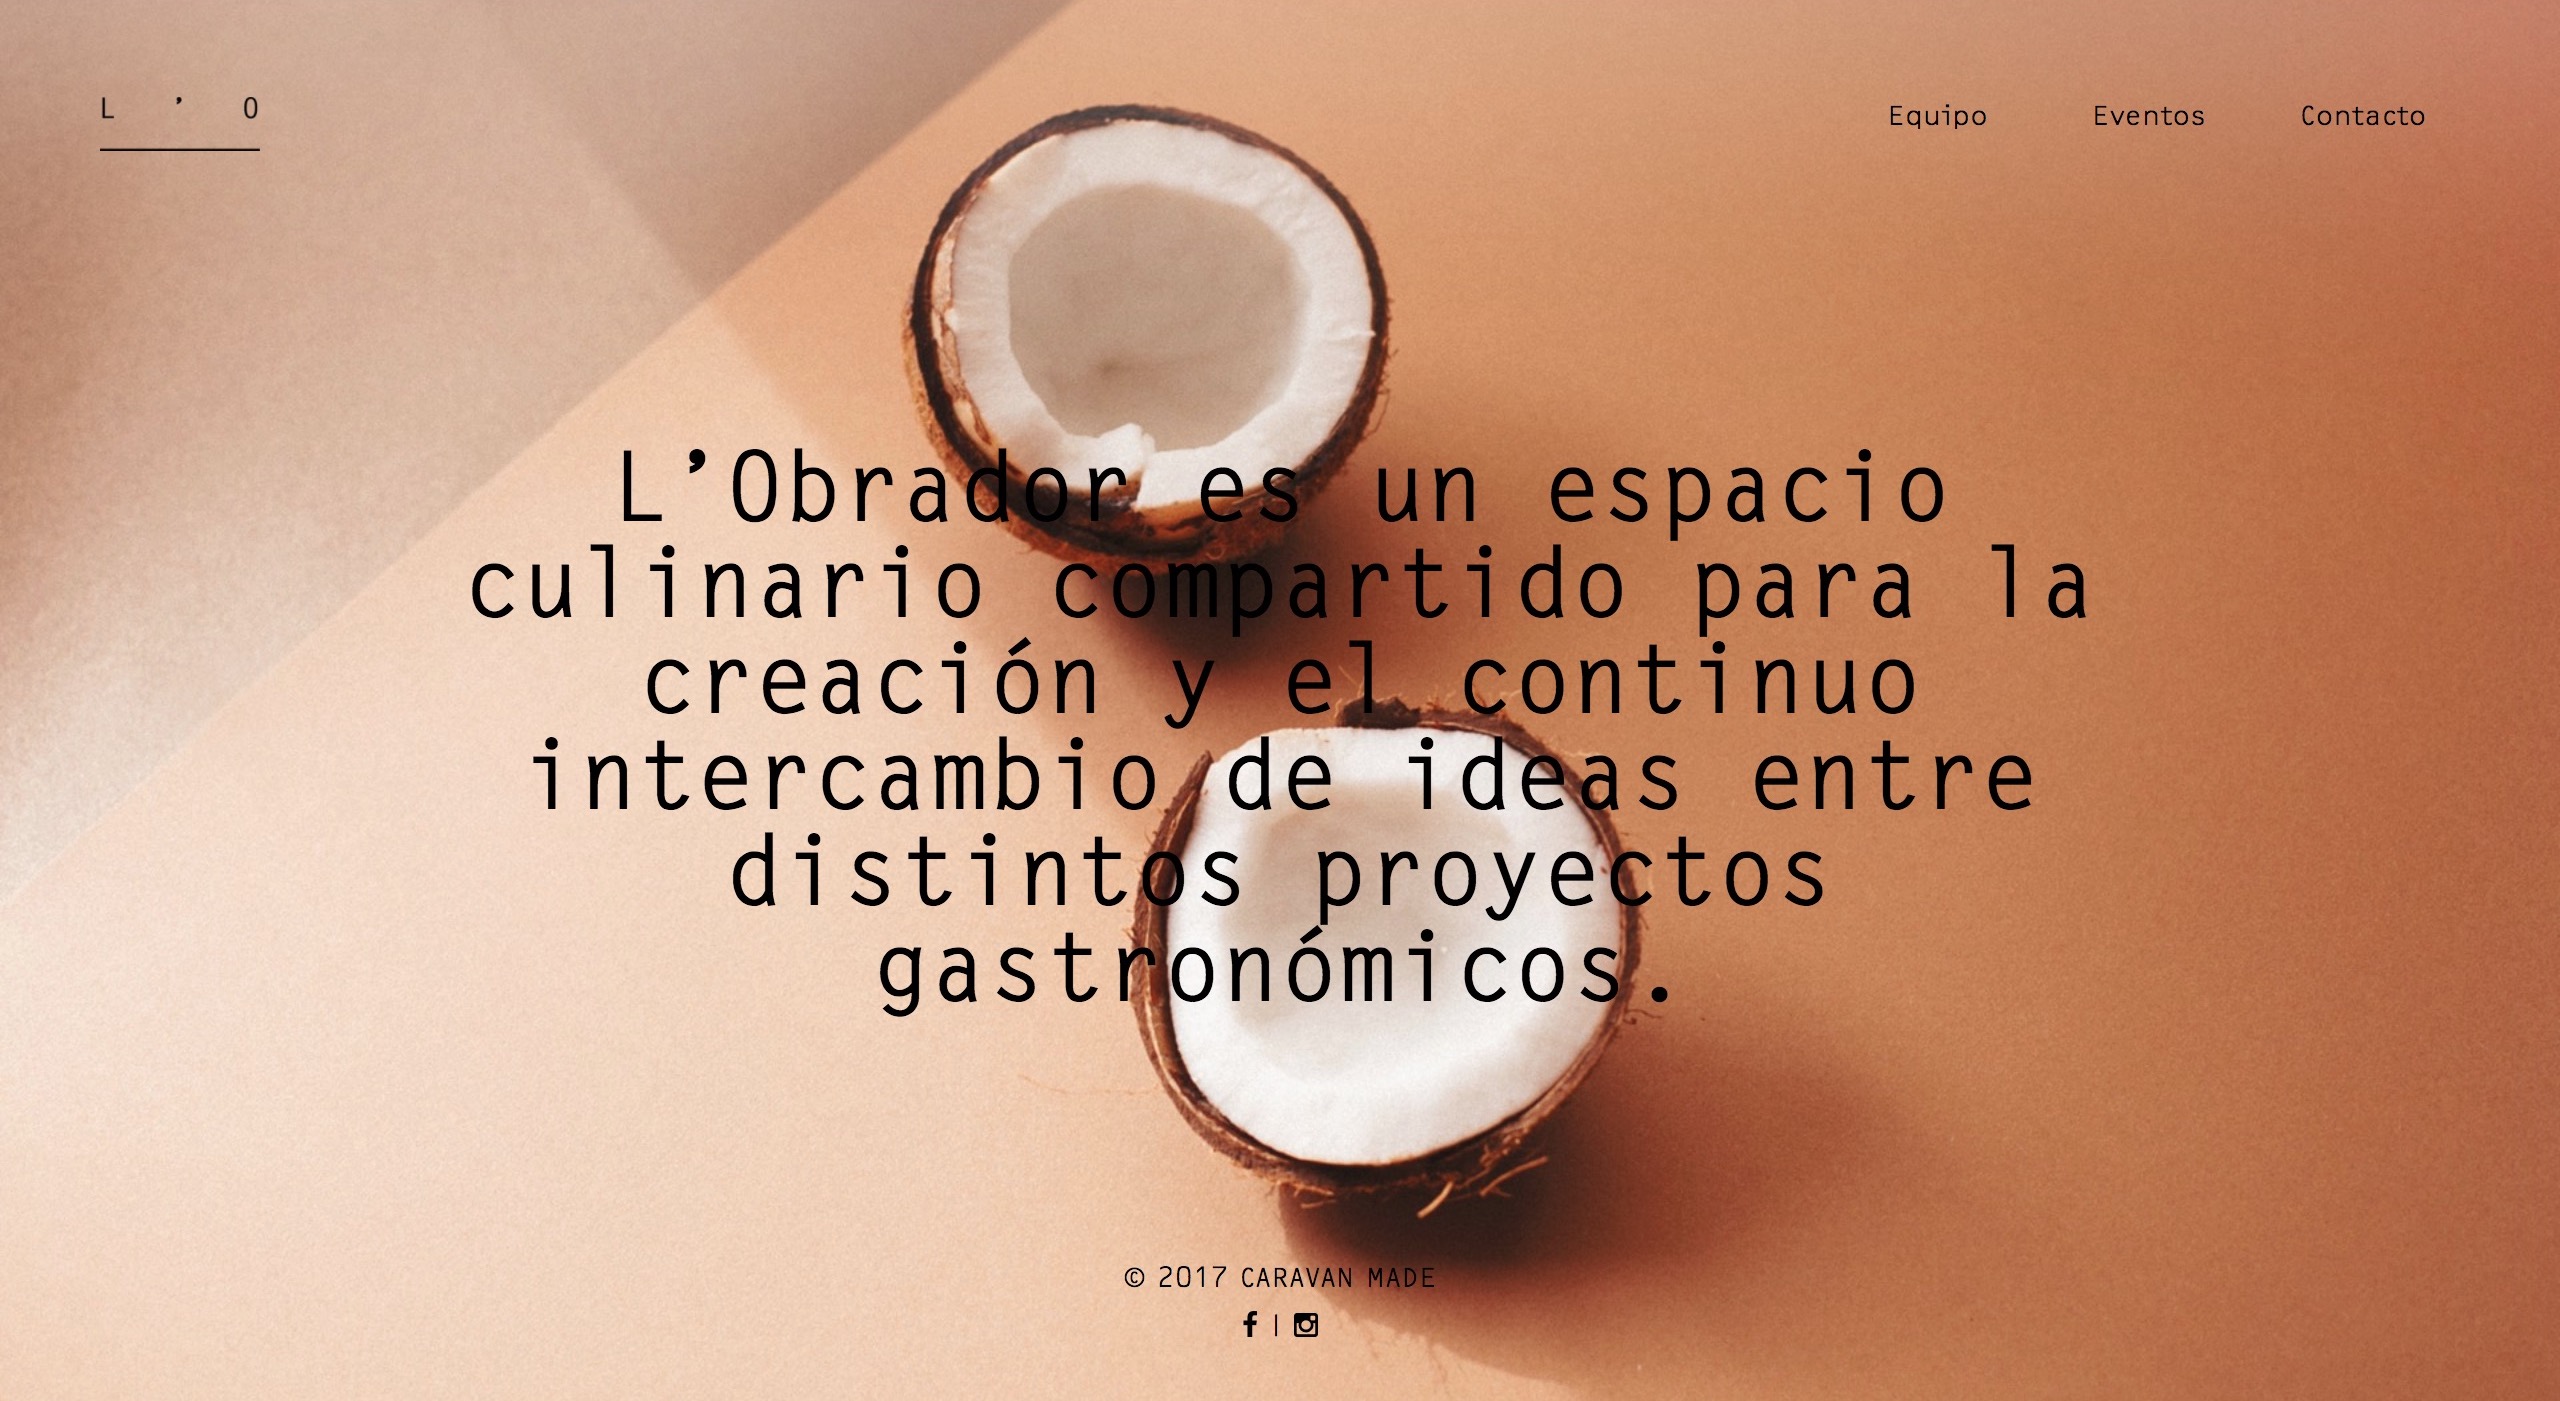 L ’ O
Equipo Eventos Contacto
L’Obrador es un espacio
culinario compartido para la
creación y el continuo
intercambio de ideas entre
distintos proyectos
gastronómicos.
© 2017 CARAVAN MADE
f |